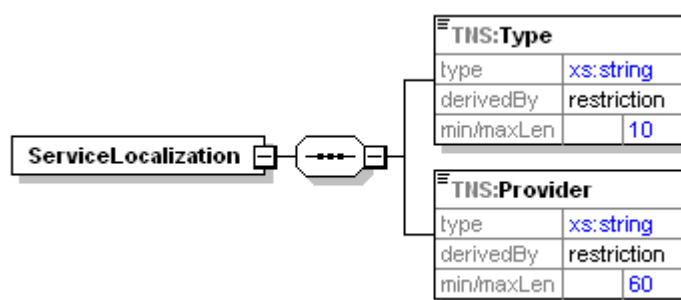 TNS:Type
type xs:string
derivedBy restriction
min/maxLen 10
ServiceLocalization
TNS:Provider
type xs:string
derivedBy restriction
min/maxLen 60